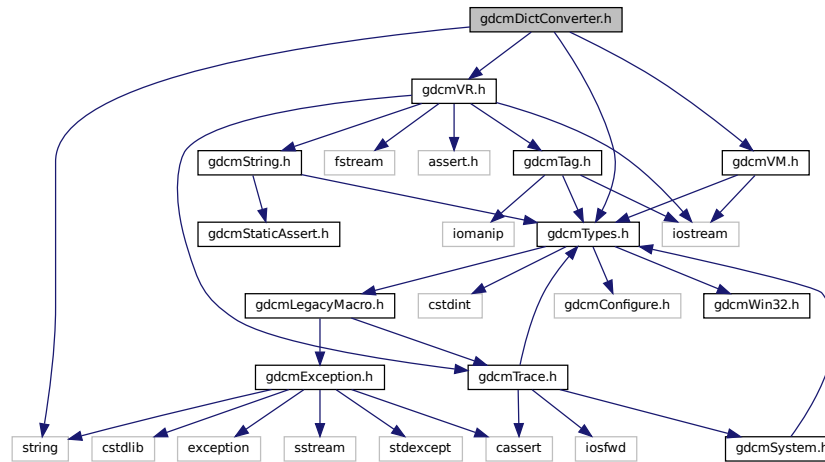 gdcmDictConverter.h
gdcmVR.h
gdcmString.h
fstream
assert.h
gdcmTag.h
gdcmVM.h
gdcmStaticAssert.h
iomanip
gdcmTypes.h
iostream
gdcmLegacyMacro.h
cstdint
gdcmConfigure.h
gdcmWin32.h
gdcmException.h
gdcmTrace.h
string
cstdlib
exception
sstream
stdexcept
cassert
iosfwd
gdcmSystem.h